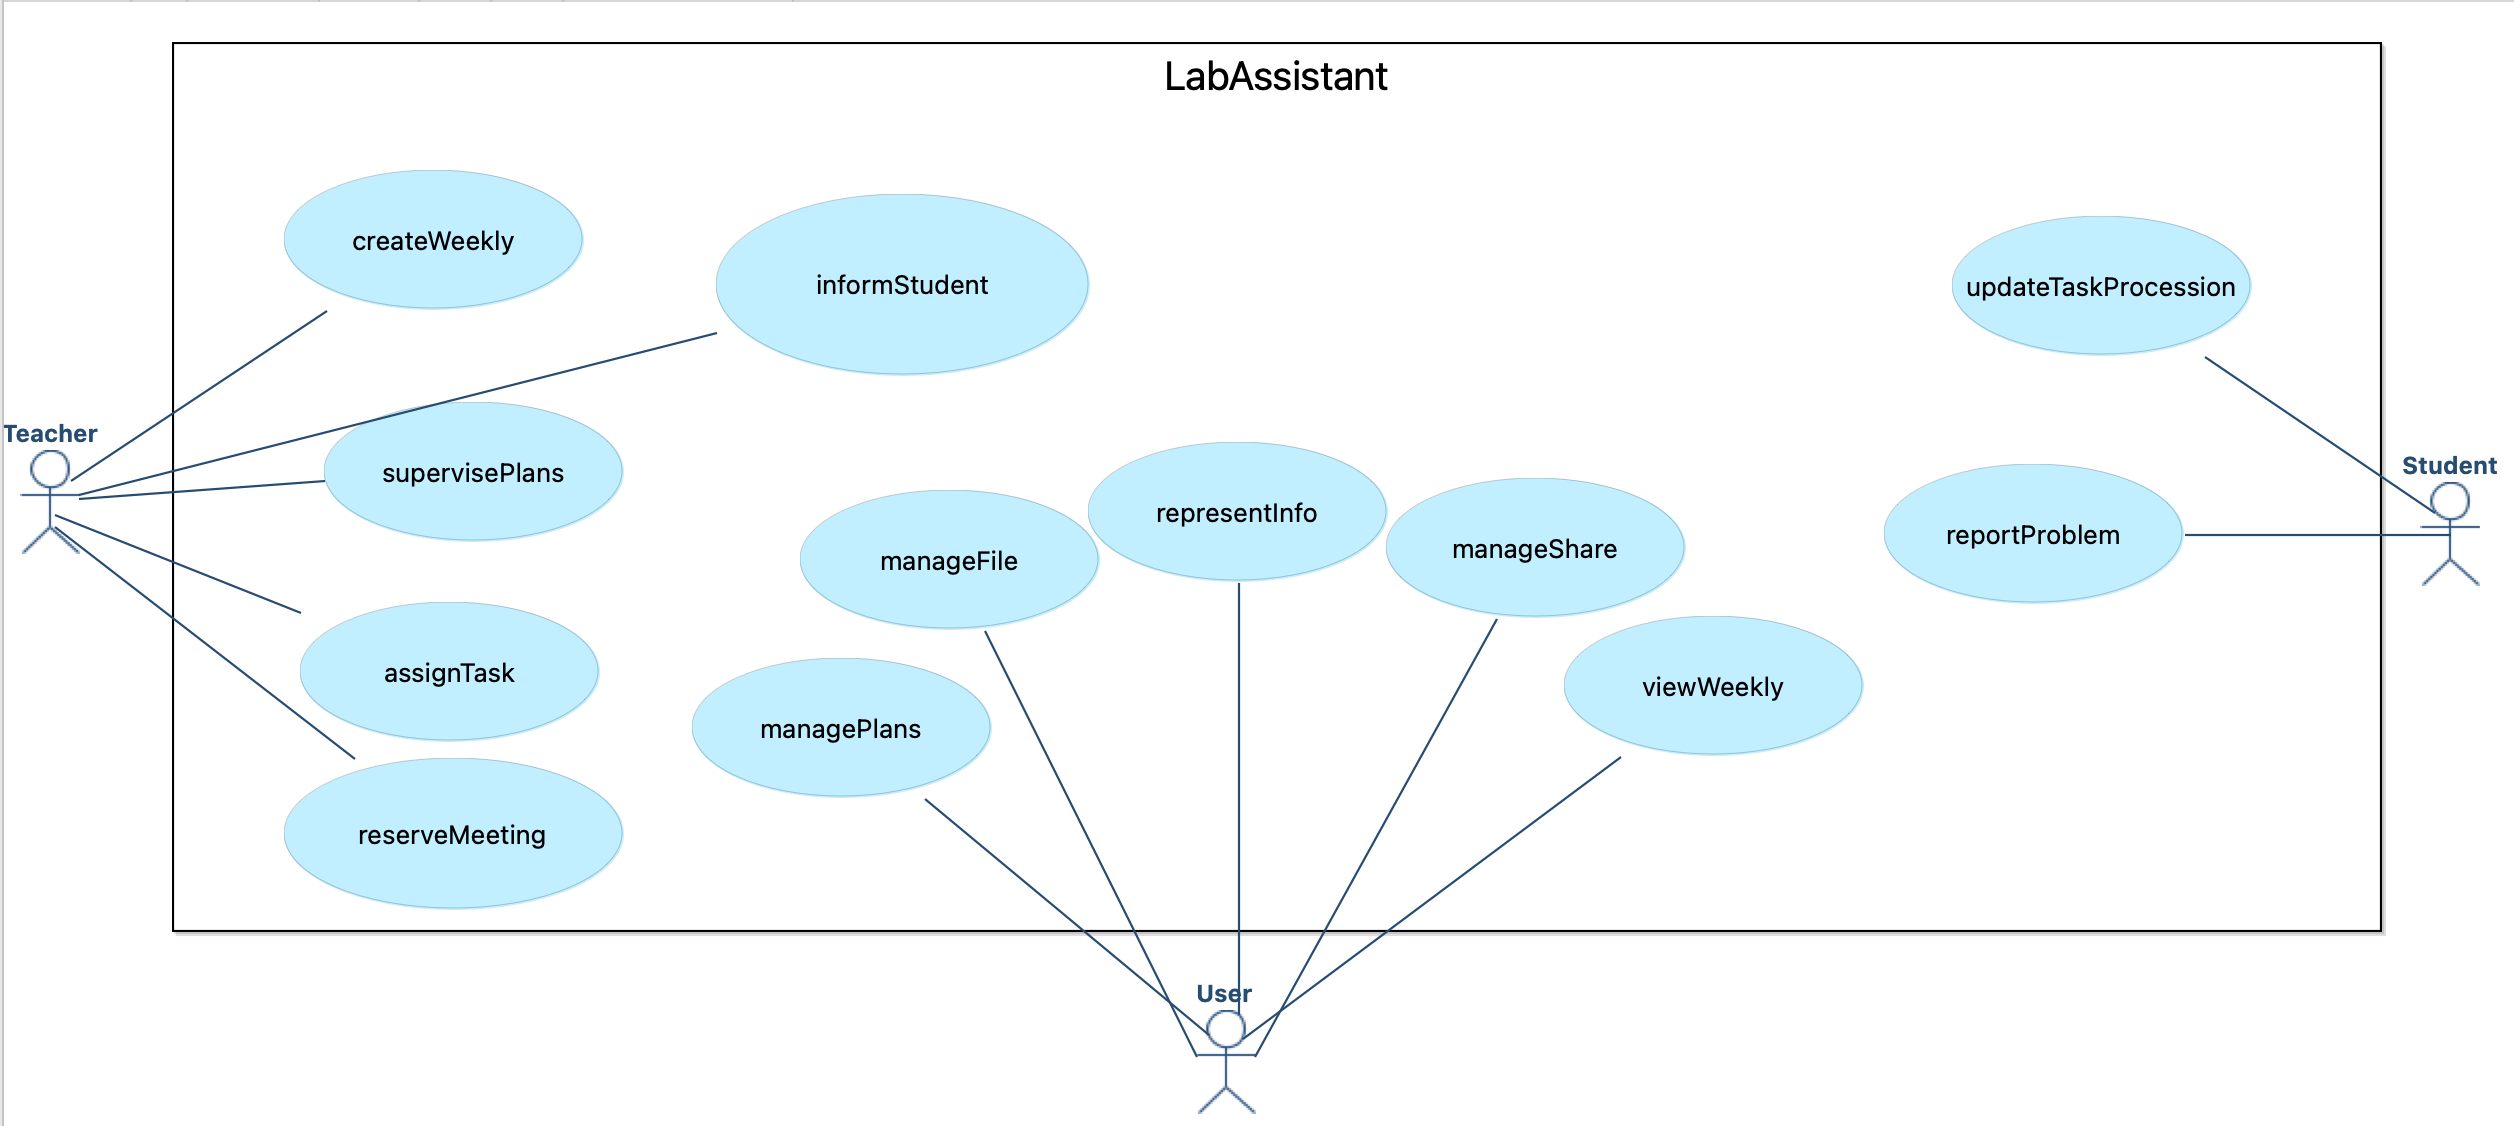 LabAssistant
createWeekly
informStudent
updateTaskProcession
Teacher
supervisePlans
Student
representInfo
manageShare
reportProblem
manageFile
assignTask
viewWeekly
managePlans
reserveMeeting
User